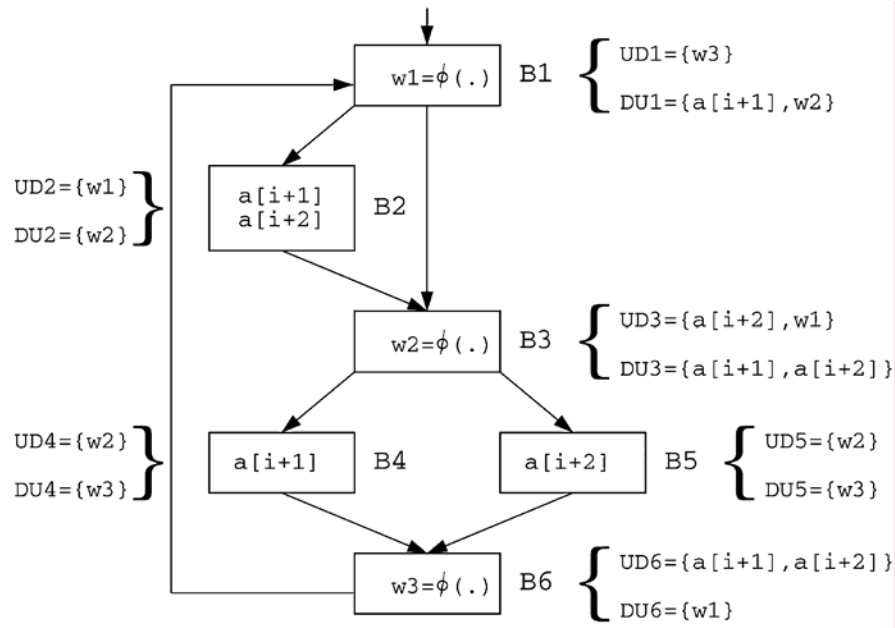 w1=ϕ(.) B1 UD1={w3}
DU1={a[i+1],w2}
UD2={w1}
DU2={w2}
a[i+1]
a[i+2]
B2
w2=ϕ(.) B3 UD3={a[i+2],w1}
DU3={a[i+1],a[i+2]}
UD4={w2}
DU4={w3}
a[i+1] B4
a[i+2] B5
UD5={w2}
DU5={w3}
w3=ϕ(.) B6 UD6={a[i+1],a[i+2]}
DU6={w1}